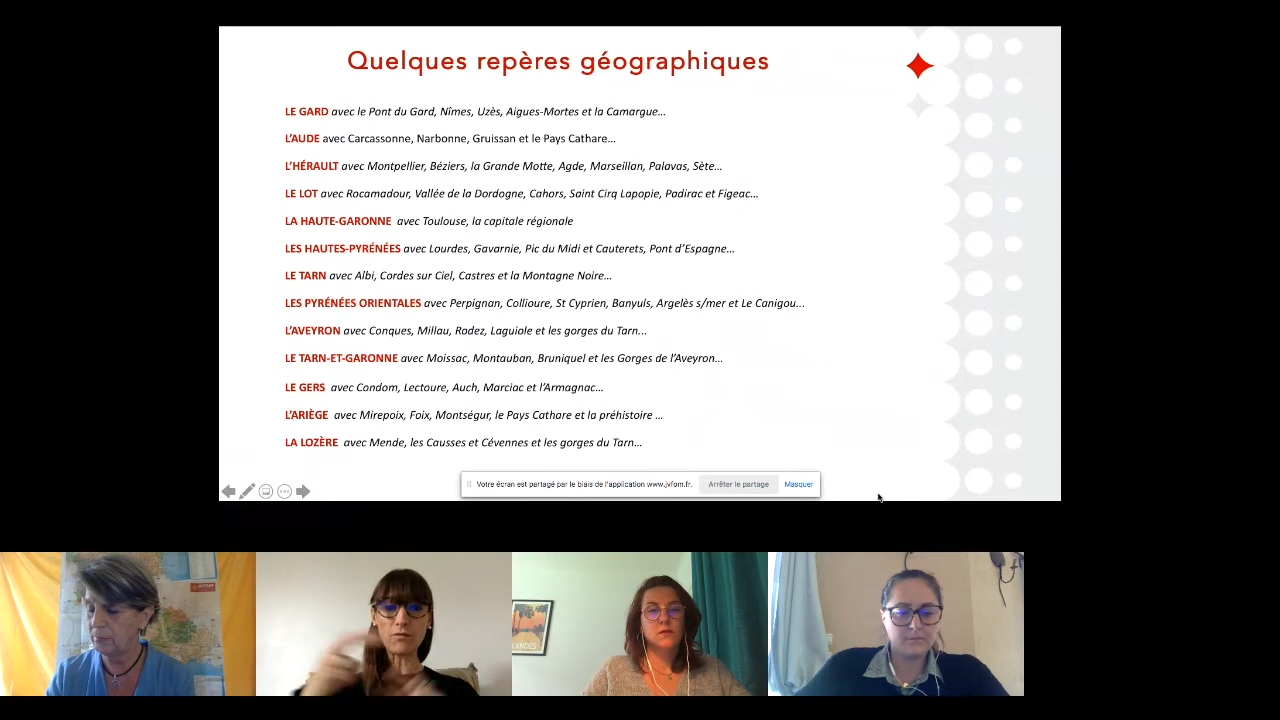 Quelques repères géographiques
LE GARD avec le Pont du Gard, Nîmes, Uzès, Aigues-Mortes et la Camargue…
L’AUDE avec Carcassonne, Narbonne, Gruissan et le Pays Cathare…
L’HÉRAULT avec Montpellier, Béziers, la Grande Motte, Agde, Marseillan, Palavas, Sète…
LE LOT avec Rocamadour, Vallée de la Dordogne, Cahors, Saint Cirq Lapopie, Padirac et Figeac…
LA HAUTE-GARONNE avec Toulouse, la capitale régionale
LES HAUTES-PYRÉNÉES avec Lourdes, Gavarnie, Pic du Midi et Cauterets, Pont d’Espagne…
LE TARN avec Albi, Cordes sur Ciel, Castres et la Montagne Noire…
LES PYRÉNÉES ORIENTALES avec Perpignan, Collioure, St Cyprien, Banyuls, Argelès s/mer et Le Canigou...
L’AVEYRON avec Conques, Millau, Rodez, Laguiole et les gorges du Tarn...
LE TARN-ET-GARONNE avec Moissac, Montauban, Bruniquel et les Gorges de l’Aveyron…
LE GERS avec Condom, Lectoure, Auch, Marciac et l’Armagnac…
L’ARIÈGE avec Mirepoix, Foix, Montségur, le Pays Cathare et la préhistoire …
LA LOZÈRE avec Mende, les Causses et Cévennes et les gorges du Tarn…
Votre écran est partagé par le biais de l'application www.jvfom.fr.
Arrêter le partage
Masquer